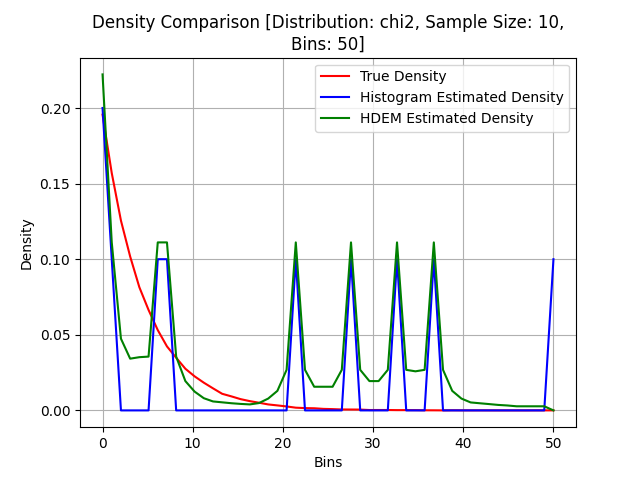 Density Comparison [Distribution: chi2, Sample Size: 10,
Bins: 50]
True Density
Histogram Estimated Density
HDEM Estimated Density
Density
0.20
0.15
0.10
0.05
0.00
0 10 20 30 40 50
Bins